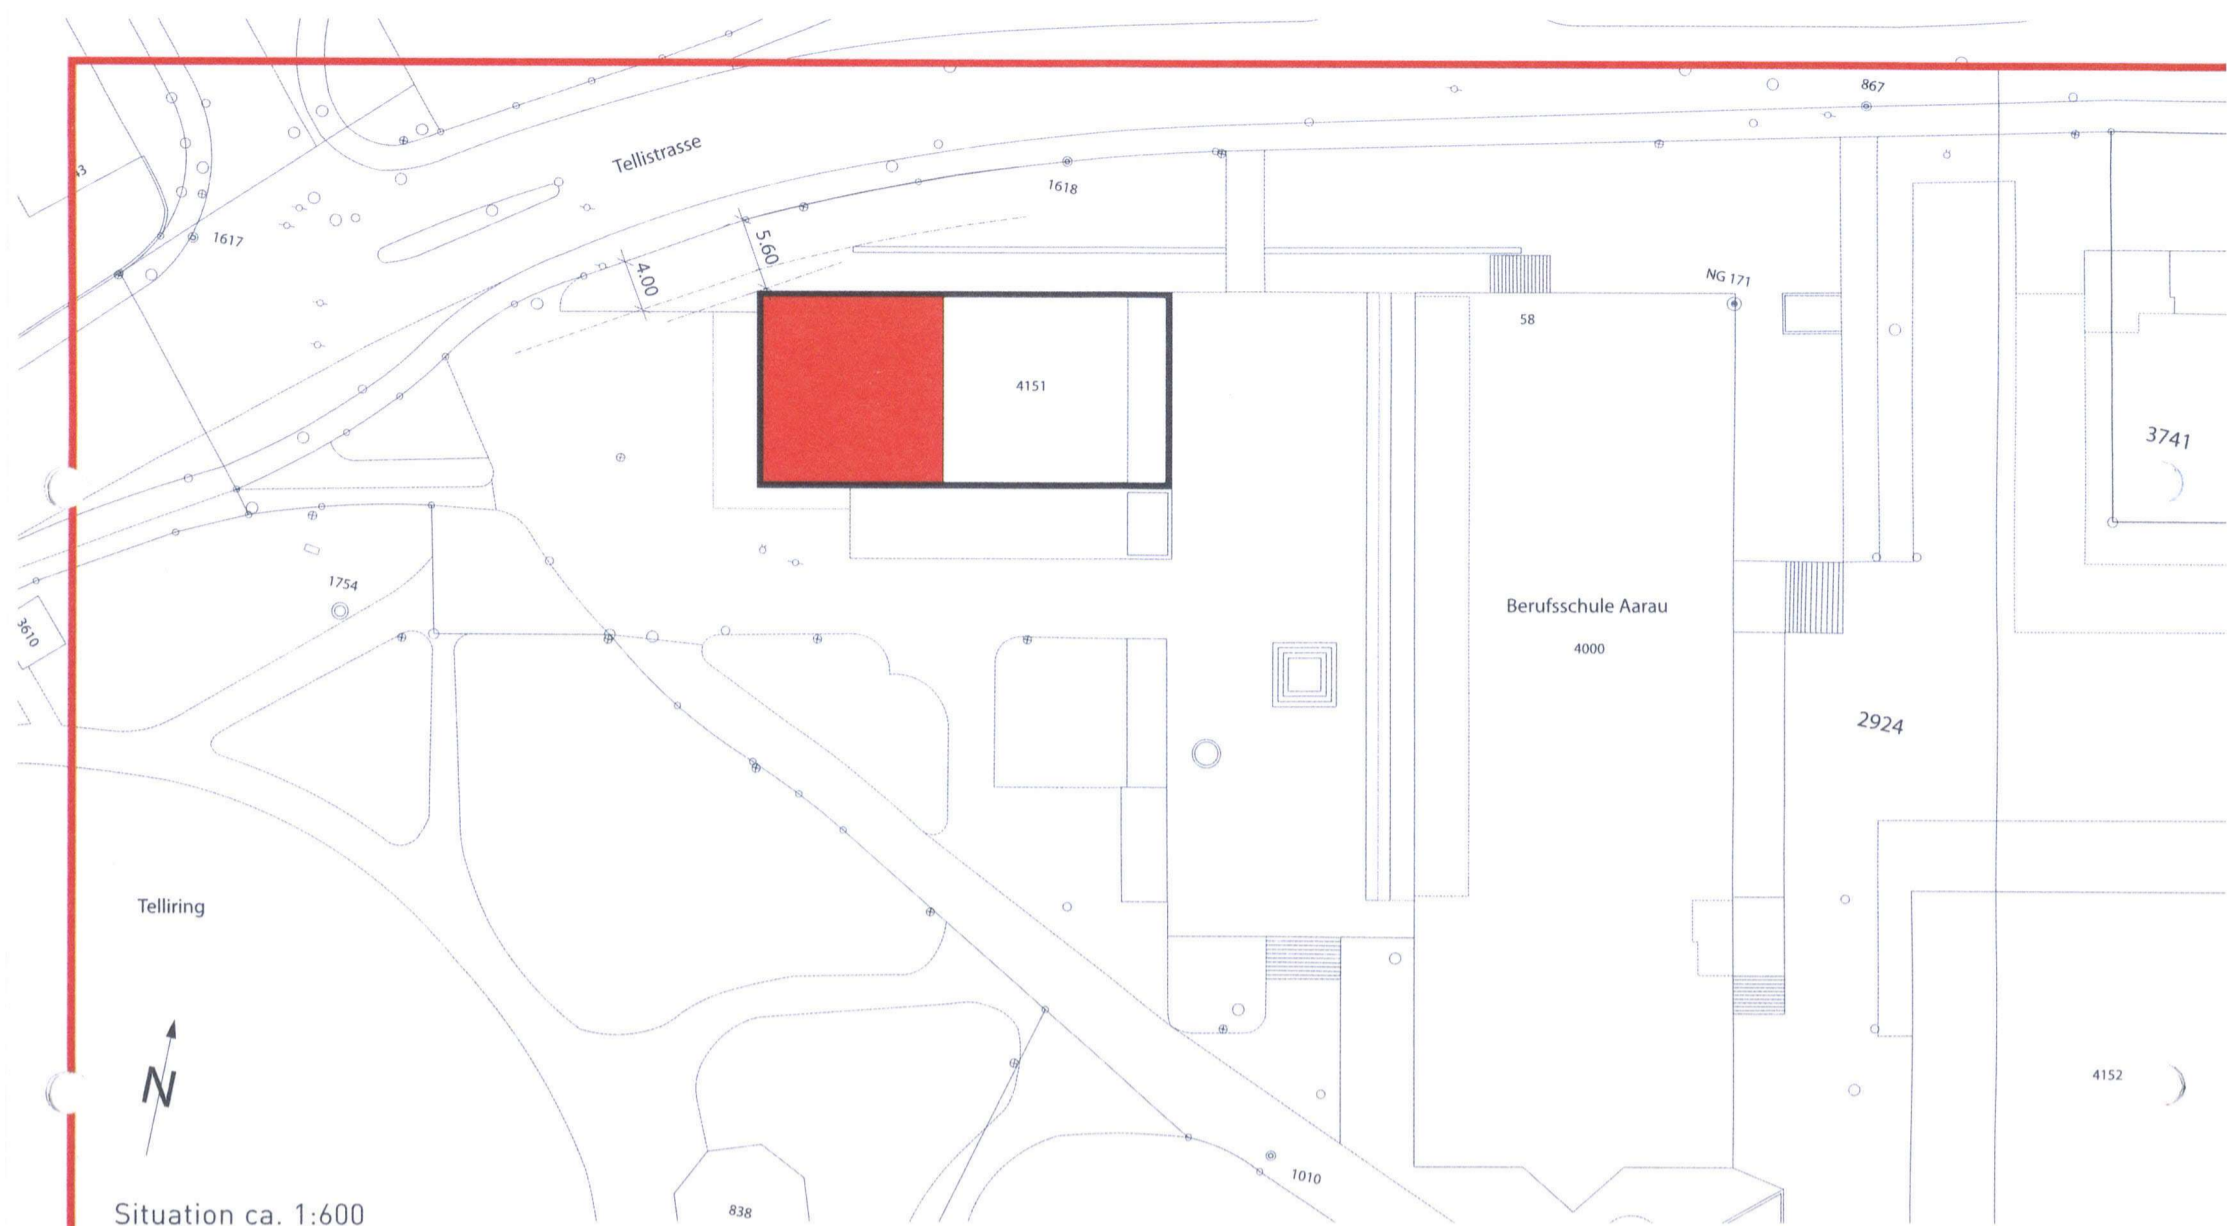 867
Tellistrasse
1618
1617
5.60
4.00
NG 171
58
4151
3741
1754
3610
Berufsschule Aarau
4000
2924
Telliring
N
4152
1010
838
Situation ca. 1:600